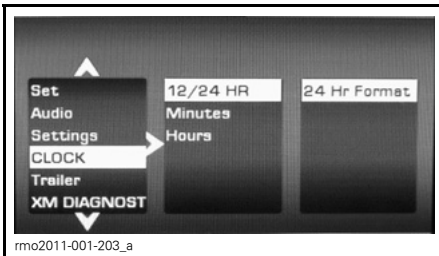 Set
Audio
Settings
CLOCK
Trailer
XM DIAGNOST
12/24 HR
Minutes
Hours
24 Hr Format
rmo2011-001-203_a